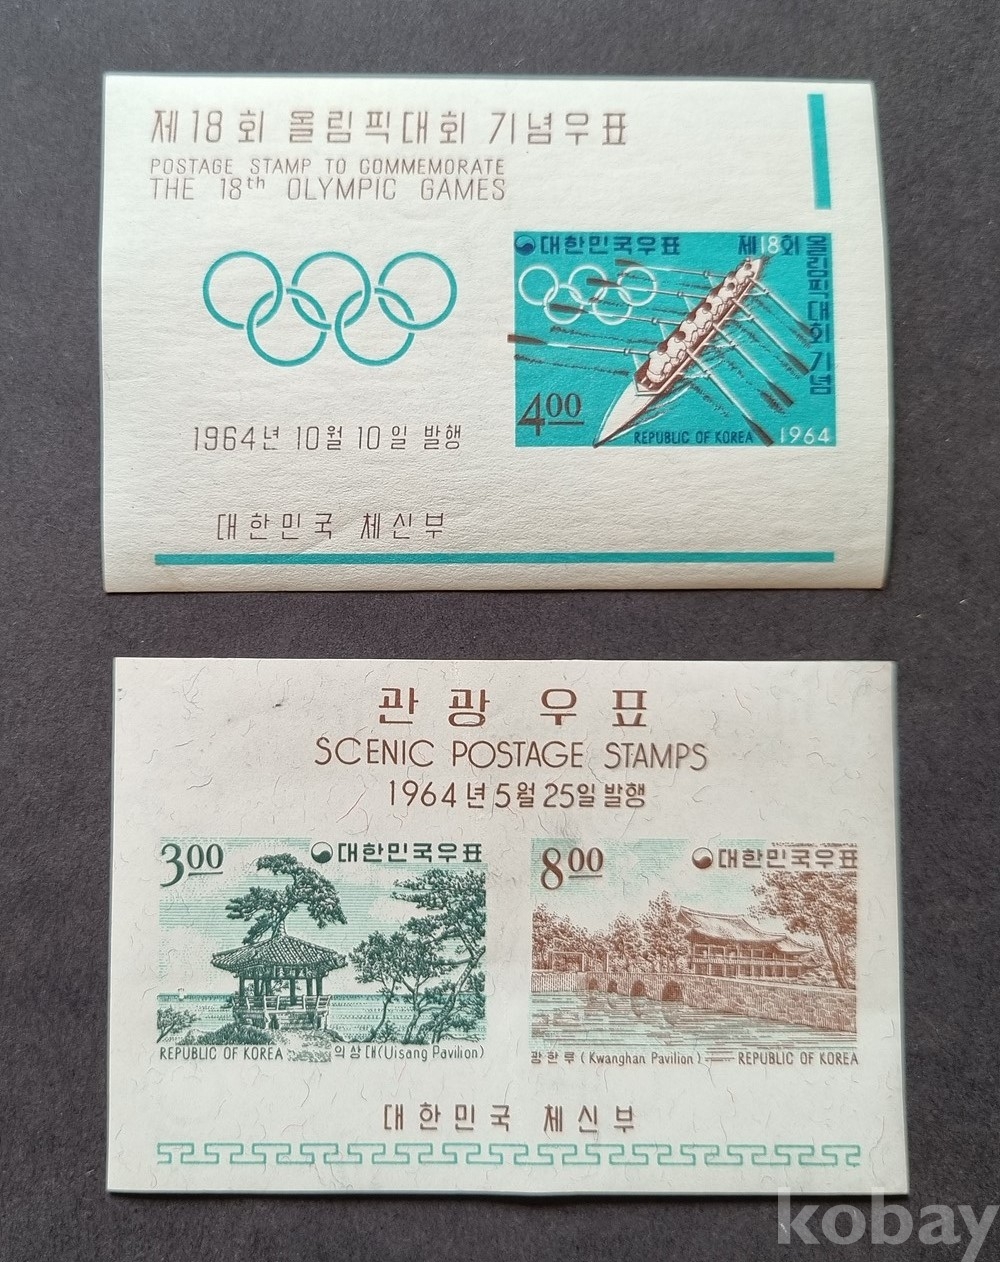 제18회 올림픽대회 기념우표
POSTAGE STAMP TO COMMEMORATE
THE 18th OLYMPIC GAMES
대한민국우표
제18회
올림픽대회 기념
4.00
REPUBLIC OF KOREA 1964
1964년 10월 10일 발행
대한민국 체신부
관광 우표
SCENIC POSTAGE STAMPS
1964년 5월 25일 발행
3.00 대한민국우표
REPUBLIC OF KOREA 의상대(Uisang Pavilion)
8.00 대한민국우표
광한루 (Kwanghan Pavilion) REPUBLIC OF KOREA
대한민국 체신부
kobay